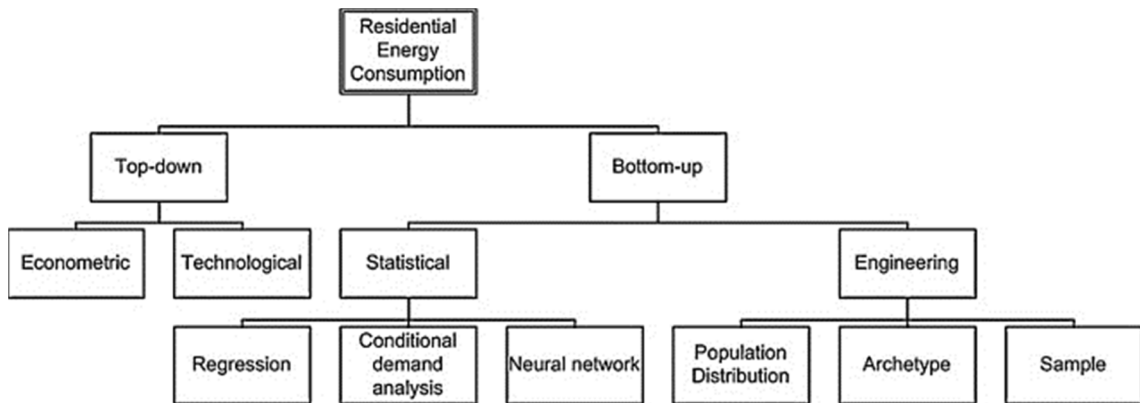 Residential
Energy
Consumption
Top-down
Bottom-up
Econometric
Technological
Statistical
Engineering
Regression
Conditional
demand
analysis
Neural network
Population
Distribution
Archetype
Sample